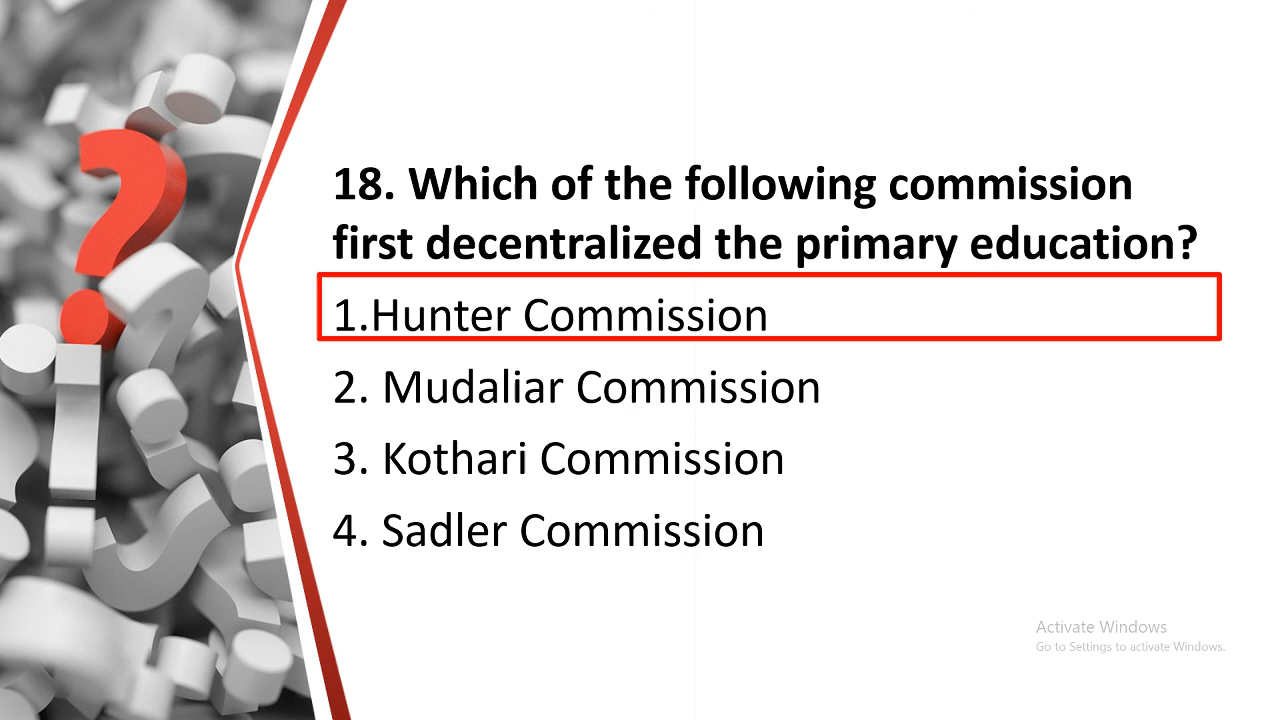 18. Which of the following commission
first decentralized the primary education?
1.Hunter Commission
2. Mudaliar Commission
3. Kothari Commission
4. Sadler Commission
Activate Windows
Go to Settings to activate Windows.